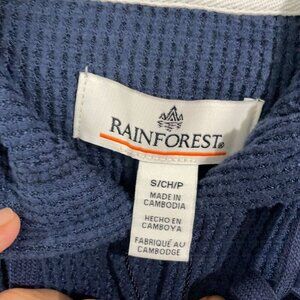 RAINFOREST®
S/CH/P
MADE IN
CAMBODIA
HECHO EN
CAMBOYA
FABRIQUÉ AU
CAMBODGE